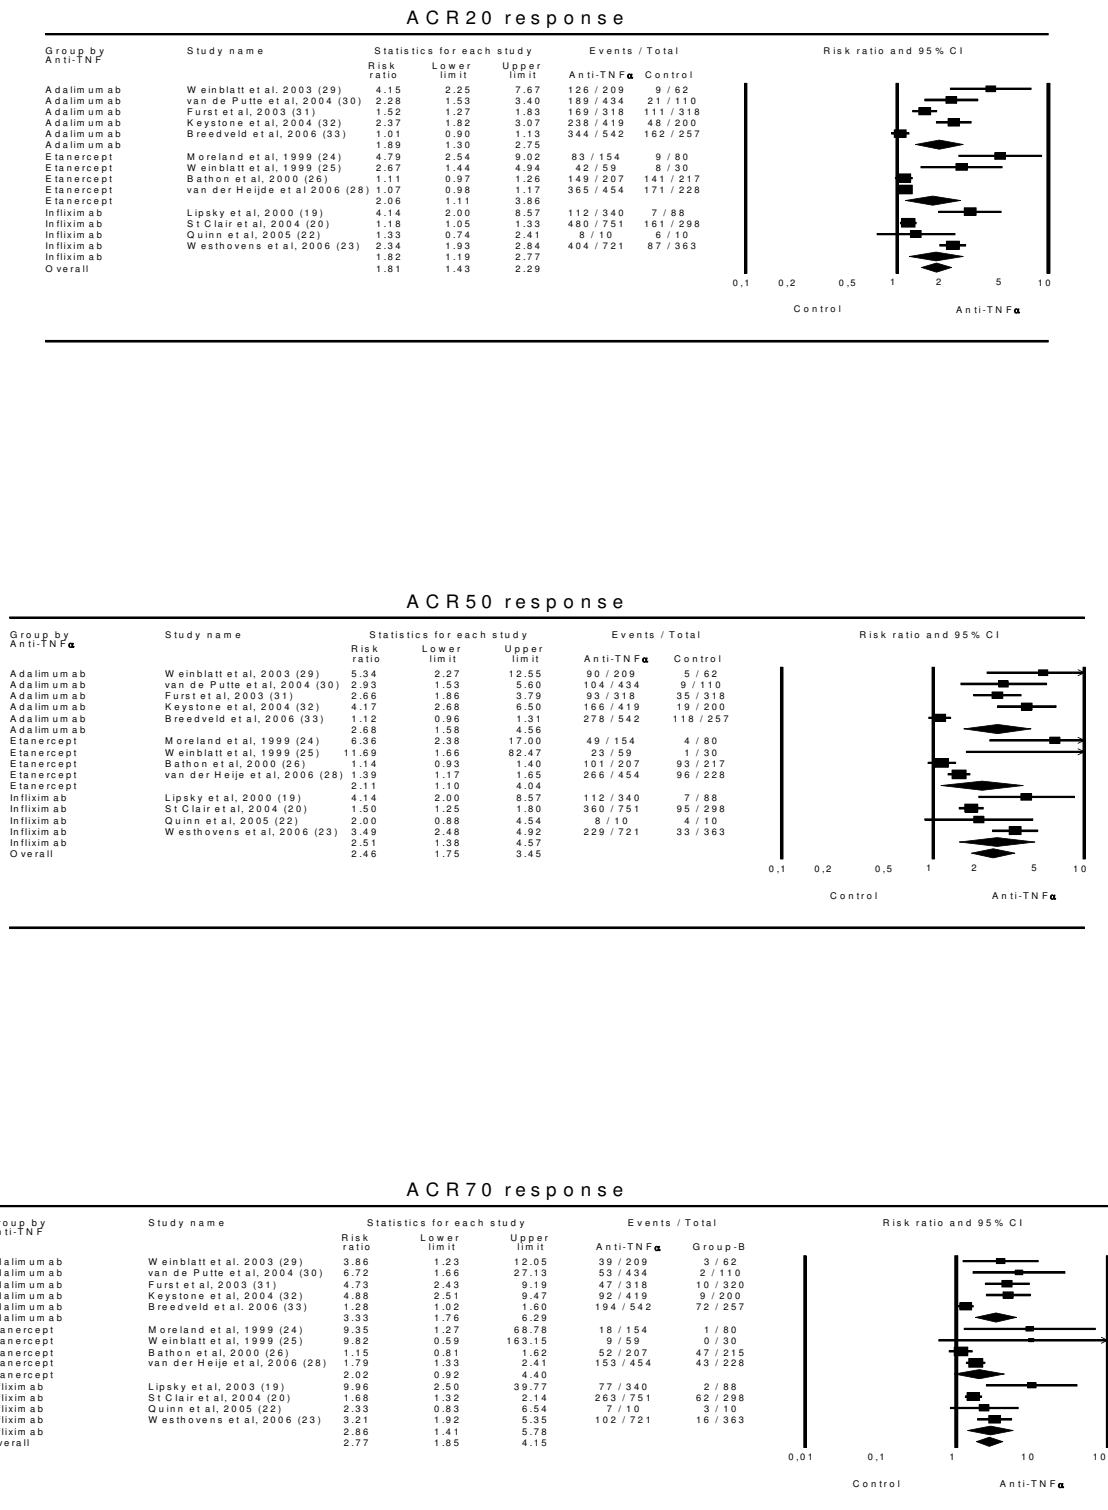 ACR20 response
Group by Study name Statistics for each study Events / Total Risk ratio and 95% CI
Anti-TNF
Risk Lower Upper
ratio limit limit Anti-TNFα Control
Adalimumab Weinblatt et al. 2003 (29) 4.15 2.25 7.67 126 / 209 9 / 62
Adalimumab van de Putte et al, 2004 (30) 2.28 1.53 3.40 189 / 434 21 / 110
Adalimumab Furst et al, 2003 (31) 1.52 1.27 1.83 169 / 318 111 / 318
Adalimumab Keystone et al, 2004 (32) 2.37 1.82 3.07 238 / 419 48 / 200
Adalimumab Breedveld et al, 2006 (33) 1.01 0.90 1.13 344 / 542 162 / 257
Adalimumab 1.89 1.30 2.75
Etanercept Moreland et al, 1999 (24) 4.79 2.54 9.02 83 / 154 9 / 80
Etanercept Weinblatt et al, 1999 (25) 2.67 1.44 4.94 42 / 59 8 / 30
Etanercept Bathon et al, 2000 (26) 1.11 0.97 1.26 149 / 207 141 / 217
Etanercept van der Heijde et al 2006 (28) 1.07 0.98 1.17 365 / 454 171 / 228
Etanercept 2.06 1.11 3.86
Infliximab Lipsky et al, 2000 (19) 4.14 2.00 8.57 112 / 340 7 / 88
Infliximab St Clair et al, 2004 (20) 1.18 1.05 1.33 480 / 751 161 / 298
Infliximab Quinn et al, 2005 (22) 1.33 0.74 2.41 8 / 10 6 / 10
Infliximab Westhovens et al, 2006 (23) 2.34 1.93 2.84 404 / 721 87 / 363
Infliximab 1.82 1.19 2.77
Overall 1.81 1.43 2.29
0,1 0,2 0,5 1 2 5 10
Control Anti-TNFα
ACR50 response
Group by Study name Statistics for each study Events / Total Risk ratio and 95% CI
Anti-TNFα
Risk Lower Upper
ratio limit limit Anti-TNFα Control
Adalimumab Weinblatt et al, 2003 (29) 5.34 2.27 12.55 90 / 209 5 / 62
Adalimumab van de Putte et al, 2004 (30) 2.93 1.53 5.60 104 / 434 9 / 110
Adalimumab Furst et al, 2003 (31) 2.66 1.86 3.79 93 / 318 35 / 318
Adalimumab Keystone et al, 2004 (32) 4.17 2.68 6.50 166 / 419 19 / 200
Adalimumab Breedveld et al, 2006 (33) 1.12 0.96 1.31 278 / 542 118 / 257
Adalimumab 2.68 1.58 4.56
Etanercept Moreland et al, 1999 (24) 6.36 2.38 17.00 49 / 154 4 / 80
Etanercept Weinblatt et al, 1999 (25) 11.69 1.66 82.47 23 / 59 1 / 30
Etanercept Bathon et al, 2000 (26) 1.14 0.93 1.40 101 / 207 93 / 217
Etanercept van der Heije et al, 2006 (28) 1.39 1.17 1.65 266 / 454 96 / 228
Etanercept 2.11 1.10 4.04
Infliximab Lipsky et al, 2000 (19) 4.14 2.00 8.57 112 / 340 7 / 88
Infliximab St Clair et al, 2004 (20) 1.50 1.25 1.80 360 / 751 95 / 298
Infliximab Quinn et al, 2005 (22) 2.00 0.88 4.54 8 / 10 4 / 10
Infliximab Westhovens et al, 2006 (23) 3.49 2.48 4.92 229 / 721 33 / 363
Infliximab 2.51 1.38 4.57
Overall 2.46 1.75 3.45
0,1 0,2 0,5 1 2 5 10
Control Anti-TNFα
ACR70 response
roup by Study name Statistics for each study Events / Total Risk ratio and 95% CI
nti-TNF
Risk Lower Upper
ratio limit limit Anti-TNFα Group-B
dalimumab Weinblatt et al. 2003 (29) 3.86 1.23 12.05 39 / 209 3 / 62
dalimumab van de Putte et al, 2004 (30) 6.72 1.66 27.13 53 / 434 2 / 110
dalimumab Furst et al, 2003 (31) 4.73 2.43 9.19 47 / 318 10 / 320
dalimumab Keystone et al, 2004 (32) 4.88 2.51 9.47 92 / 419 9 / 200
dalimumab Breedveld et al. 2006 (33) 1.28 1.02 1.60 194 / 542 72 / 257
dalimumab 3.33 1.76 6.29
anercept Moreland et al, 1999 (24) 9.35 1.27 68.78 18 / 154 1 / 80
anercept Weinblatt et al, 1999 (25) 9.82 0.59 163.15 9 / 59 0 / 30
anercept Bathon et al, 2000 (26) 1.15 0.81 1.62 52 / 207 47 / 215
anercept van der Heije et al, 2006 (28) 1.79 1.33 2.41 153 / 454 43 / 228
anercept 2.02 0.92 4.40
fliximab Lipsky et al, 2003 (19) 9.96 2.50 39.77 77 / 340 2 / 88
fliximab St Clair et al, 2004 (20) 1.68 1.32 2.14 263 / 751 62 / 298
fliximab Quinn et al, 2005 (22) 2.33 0.83 6.54 7 / 10 3 / 10
fliximab Westhovens et al, 2006 (23) 3.21 1.92 5.35 102 / 721 16 / 363
fliximab 2.86 1.41 5.78
verall 2.77 1.85 4.15
0,01 0,1 1 10 10
Control Anti-TNFα